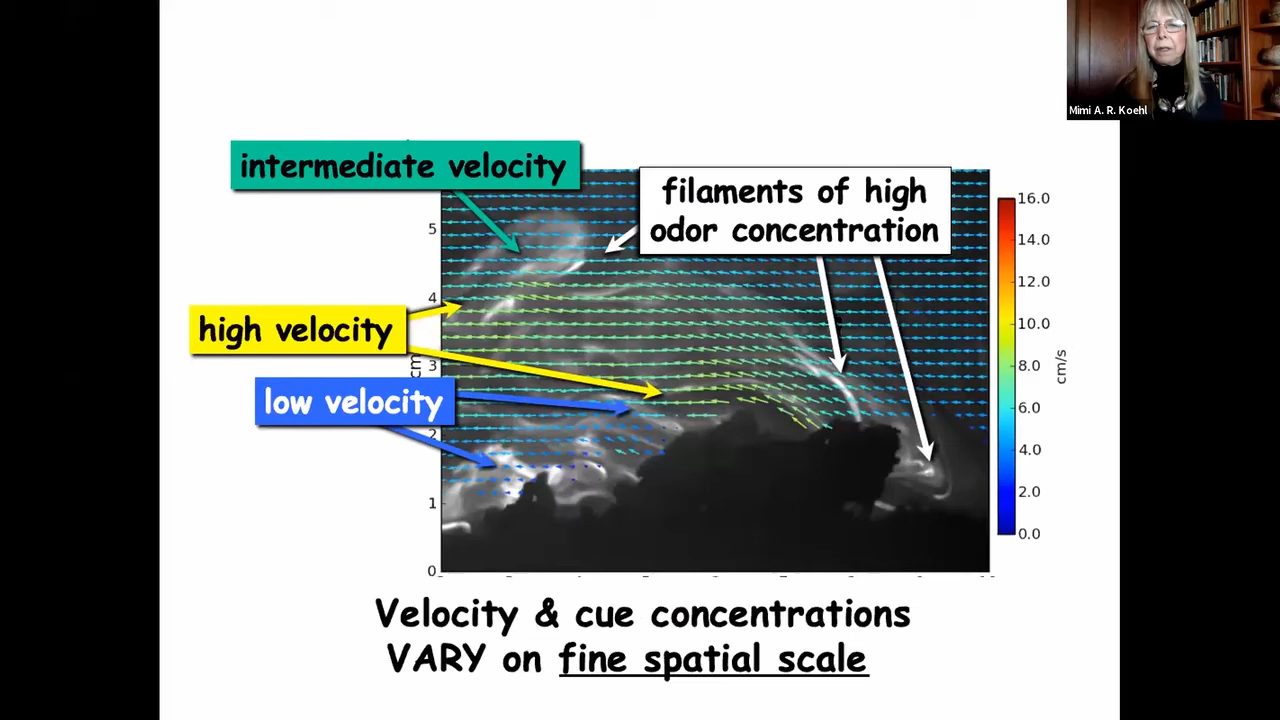 Mimi A. R. Koehl
intermediate velocity
filaments of high
odor concentration
high velocity
low velocity
5
4
3
2
1
0
cm
16.0
14.0
12.0
10.0
8.0
6.0
4.0
2.0
0.0
cm/s
Velocity & cue concentrations
VARY on fine spatial scale